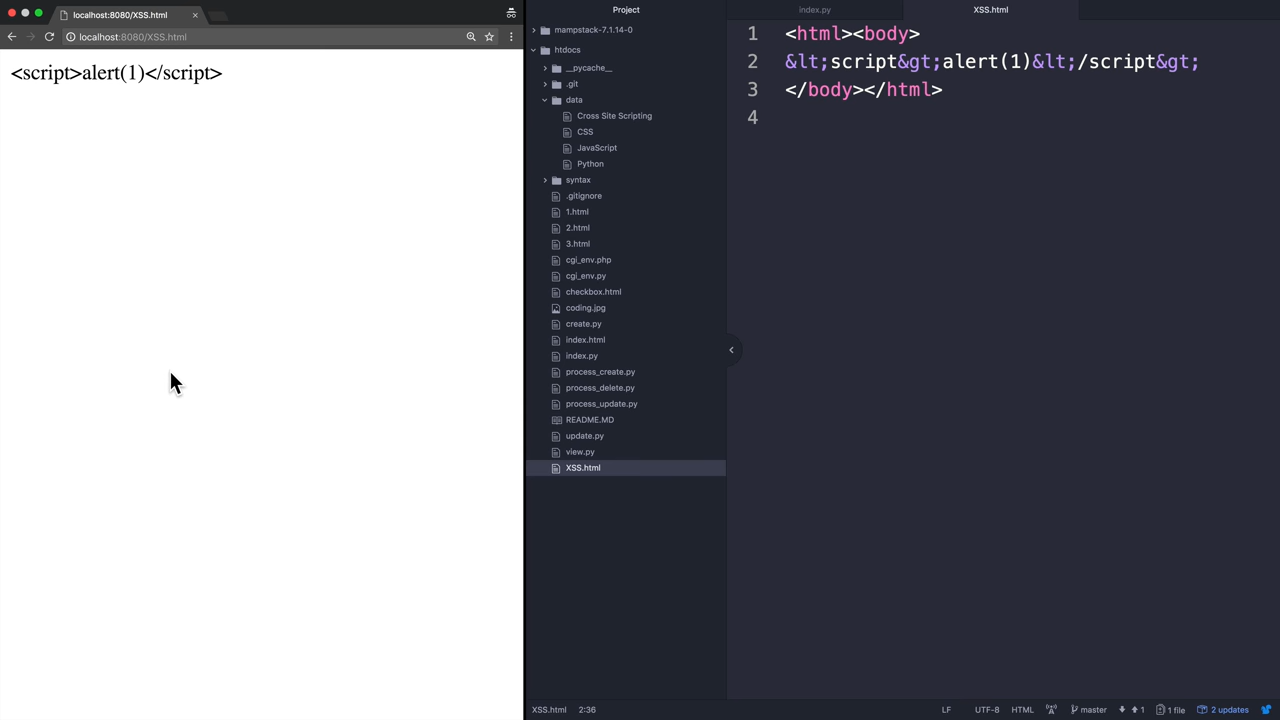 localhost:8080/XSS.html
localhost:8080/XSS.html
<script>alert(1)</script>
Project
mampstack-7.1.14-0
htdocs
__pycache__
.git
data
Cross Site Scripting
CSS
JavaScript
Python
syntax
.gitignore
1.html
2.html
3.html
cgi_env.php
cgi_env.py
checkbox.html
coding.jpg
create.py
index.html
index.py
process_create.py
process_delete.py
process_update.py
README.MD
update.py
view.py
XSS.html
index.py
XSS.html
1 <html><body>
2 &lt;script&gt;alert(1)&lt;/script&gt;
3 </body></html>
4
XSS.html 2:36
LF UTF-8 HTML master 1 1 file 2 updates